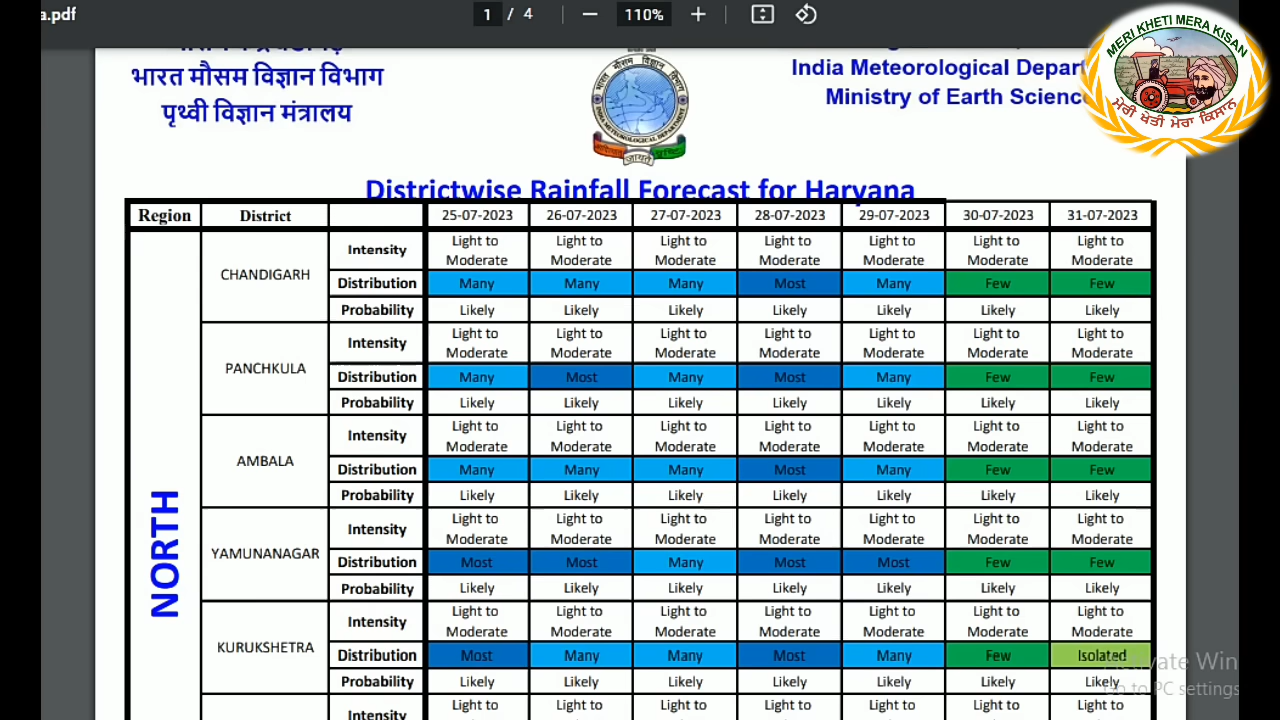 a.pdf
1 / 4
110%
भारत मौसम विज्ञान विभाग
पृथ्वी विज्ञान मंत्रालय
India Meteorological Depar
Ministry of Earth Science
MERI KHETI MERA KISAN
ਮੇਰੀ ਖੇਤੀ ਮੇਰਾ ਕਿਸਾਨ
भारत मौसम विज्ञान विभाग
INDIA METEOROLOGICAL DEPARTMENT
Districtwise Rainfall Forecast for Haryana
Region District 25-07-2023 26-07-2023 27-07-2023 28-07-2023 29-07-2023 30-07-2023 31-07-2023
NORTH
CHANDIGARH
Intensity Light to Moderate Light to Moderate Light to Moderate Light to Moderate Light to Moderate Light to Moderate Light to Moderate
Distribution Many Many Many Most Many Few Few
Probability Likely Likely Likely Likely Likely Likely Likely
PANCHKULA
Intensity Light to Moderate Light to Moderate Light to Moderate Light to Moderate Light to Moderate Light to Moderate Light to Moderate
Distribution Many Most Many Most Many Few Few
Probability Likely Likely Likely Likely Likely Likely Likely
AMBALA
Intensity Light to Moderate Light to Moderate Light to Moderate Light to Moderate Light to Moderate Light to Moderate Light to Moderate
Distribution Many Many Many Most Many Few Few
Probability Likely Likely Likely Likely Likely Likely Likely
YAMUNANAGAR
Intensity Light to Moderate Light to Moderate Light to Moderate Light to Moderate Light to Moderate Light to Moderate Light to Moderate
Distribution Most Most Many Most Most Few Few
Probability Likely Likely Likely Likely Likely Likely Likely
KURUKSHETRA
Intensity Light to Moderate Light to Moderate Light to Moderate Light to Moderate Light to Moderate Light to Moderate Light to Moderate
Distribution Most Many Many Most Many Few Isolated
Probability Likely Likely Likely Likely Likely Likely Likely
Intensity Light to Light to Light to Light to Light to Light to Light to
Activate Win
Go to PC settings